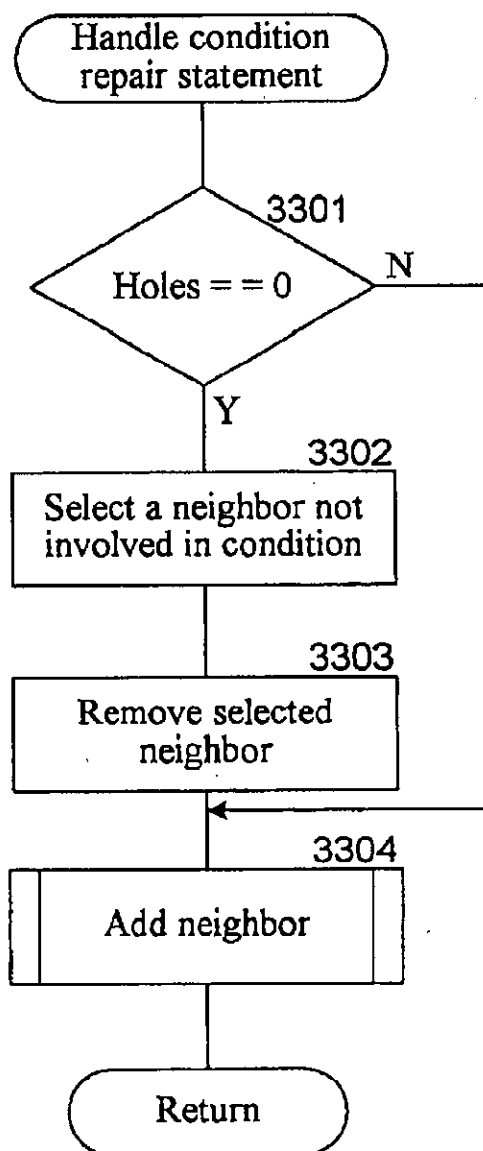 Handle condition
repair statement
3301
Holes = = 0
N
Y
3302
Select a neighbor not
involved in condition
3303
Remove selected
neighbor
3304
Add neighbor
Return